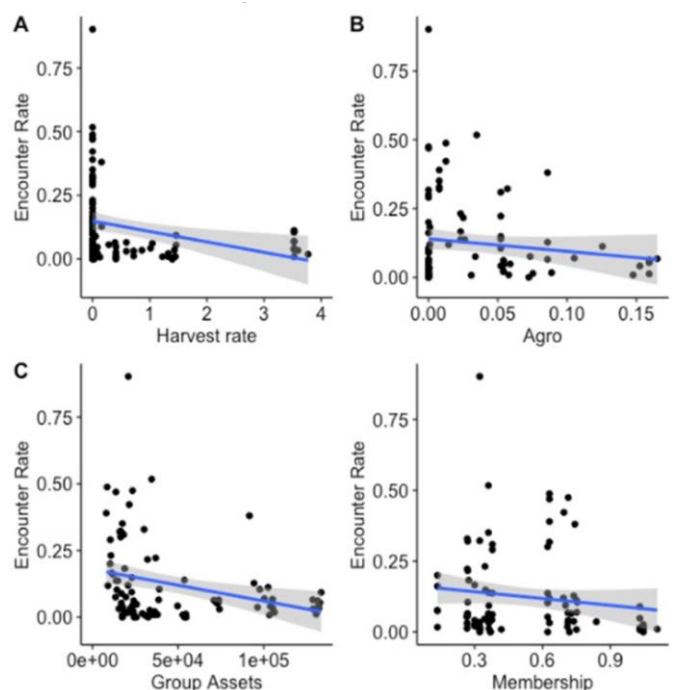 A
B
Encounter Rate
0.75
0.50
0.25
0.00
0 1 2 3 4
Harvest rate
Encounter Rate
0.75
0.50
0.25
0.00
0.00 0.05 0.10 0.15
Agro
C
Encounter Rate
0.75
0.50
0.25
0.00
0e+00 5e+04 1e+05
Group Assets
Encounter Rate
0.75
0.50
0.25
0.00
0.3 0.6 0.9
Membership